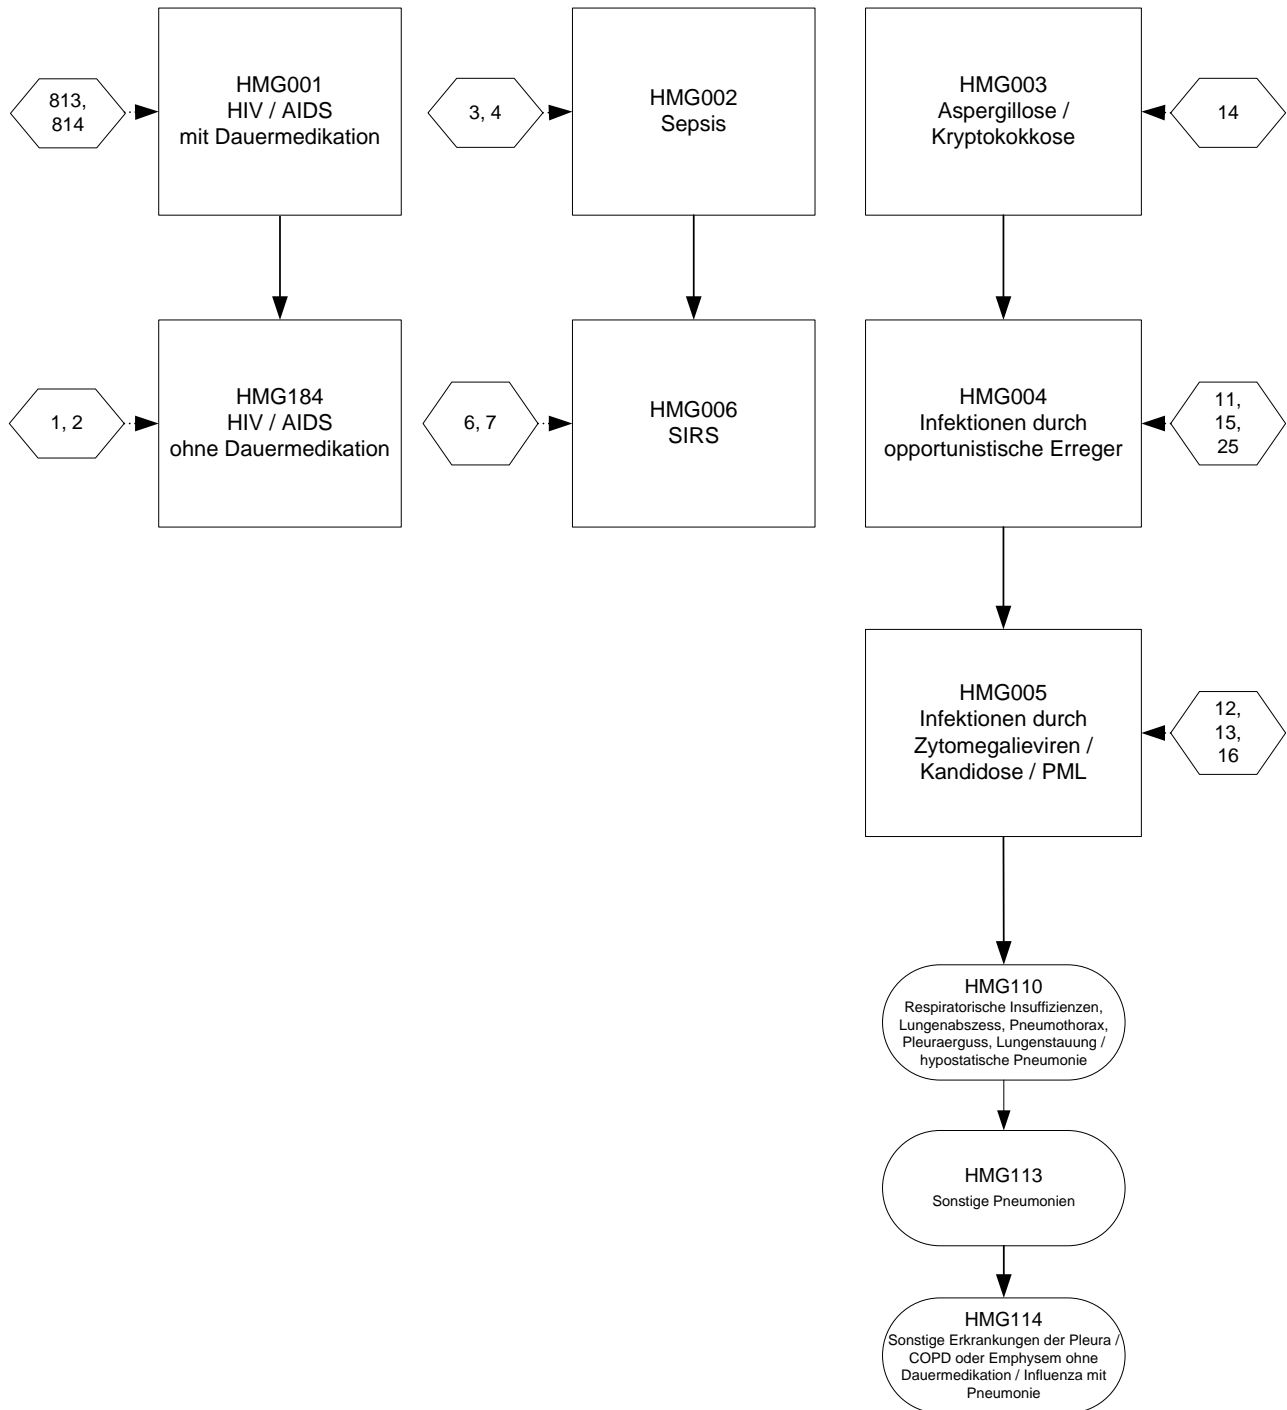 813,
814
HMG001
HIV / AIDS
mit Dauermedikation
3, 4
HMG002
Sepsis
HMG003
Aspergillose /
Kryptokokkose
14
1, 2
HMG184
HIV / AIDS
ohne Dauermedikation
6, 7
HMG006
SIRS
HMG004
Infektionen durch
opportunistische Erreger
11,
15,
25
HMG005
Infektionen durch
Zytomegalieviren /
Kandidose / PML
12,
13,
16
HMG110
Respiratorische Insuffizienzen,
Lungenabszess, Pneumothorax,
Pleuraerguss, Lungenstauung /
hypostatische Pneumonie
HMG113
Sonstige Pneumonien
HMG114
Sonstige Erkrankungen der Pleura /
COPD oder Emphysem ohne
Dauermedikation / Influenza mit
Pneumonie